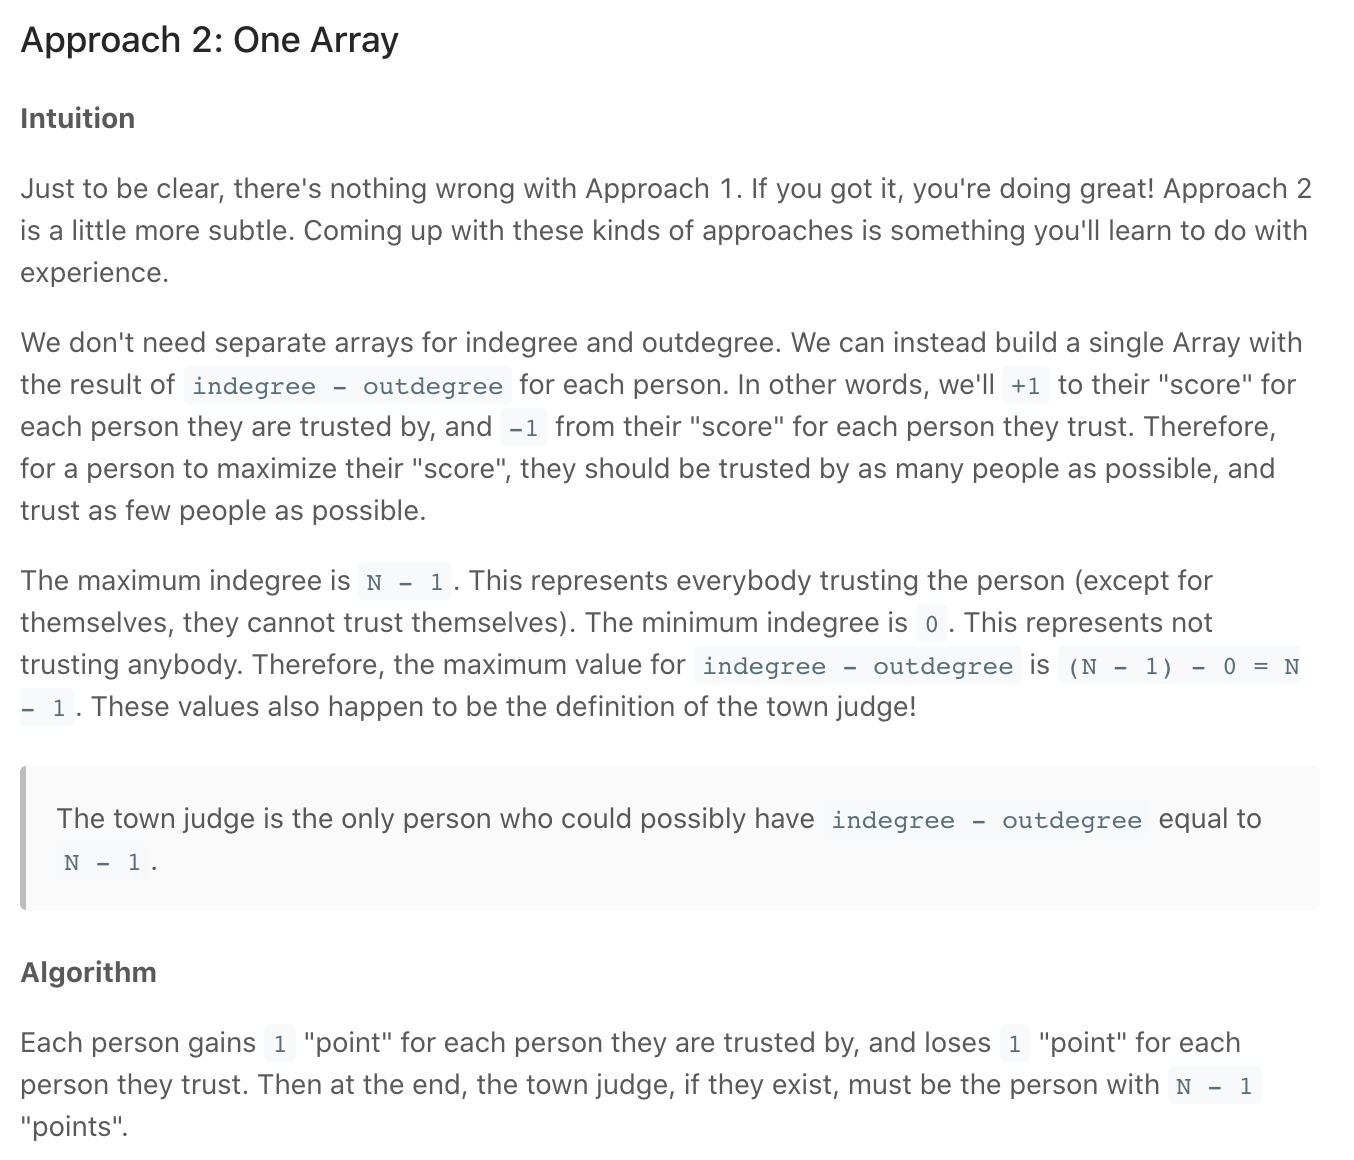 Approach 2: One Array
Intuition
Just to be clear, there's nothing wrong with Approach 1. If you got it, you're doing great! Approach 2
is a little more subtle. Coming up with these kinds of approaches is something you'll learn to do with
experience.
We don't need separate arrays for indegree and outdegree. We can instead build a single Array with
the result of indegree - outdegree for each person. In other words, we'll +1 to their "score" for
each person they are trusted by, and -1 from their "score" for each person they trust. Therefore,
for a person to maximize their "score", they should be trusted by as many people as possible, and
trust as few people as possible.
The maximum indegree is N - 1. This represents everybody trusting the person (except for
themselves, they cannot trust themselves). The minimum indegree is 0. This represents not
trusting anybody. Therefore, the maximum value for indegree - outdegree is (N - 1) - 0 = N
- 1. These values also happen to be the definition of the town judge!
The town judge is the only person who could possibly have indegree - outdegree equal to
N - 1.
Algorithm
Each person gains 1 "point" for each person they are trusted by, and loses 1 "point" for each
person they trust. Then at the end, the town judge, if they exist, must be the person with N - 1
"points".